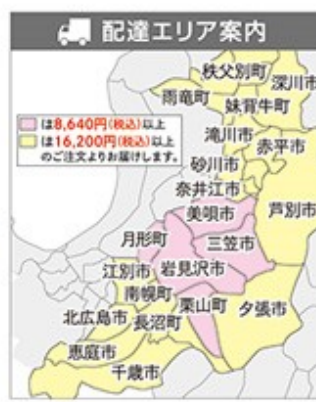 配達エリア案内
は8,640円(税込)以上
は16,200円(税込)以上
のご注文よりお届けします。
秩父別町
深川市
雨竜町
妹背牛町
滝川市
赤平市
砂川市
奈井江市
芦別市
美唄市
月形町
三笠市
江別市
岩見沢市
南幌町
栗山町
夕張市
北広島市
長沼町
恵庭市
千歳市